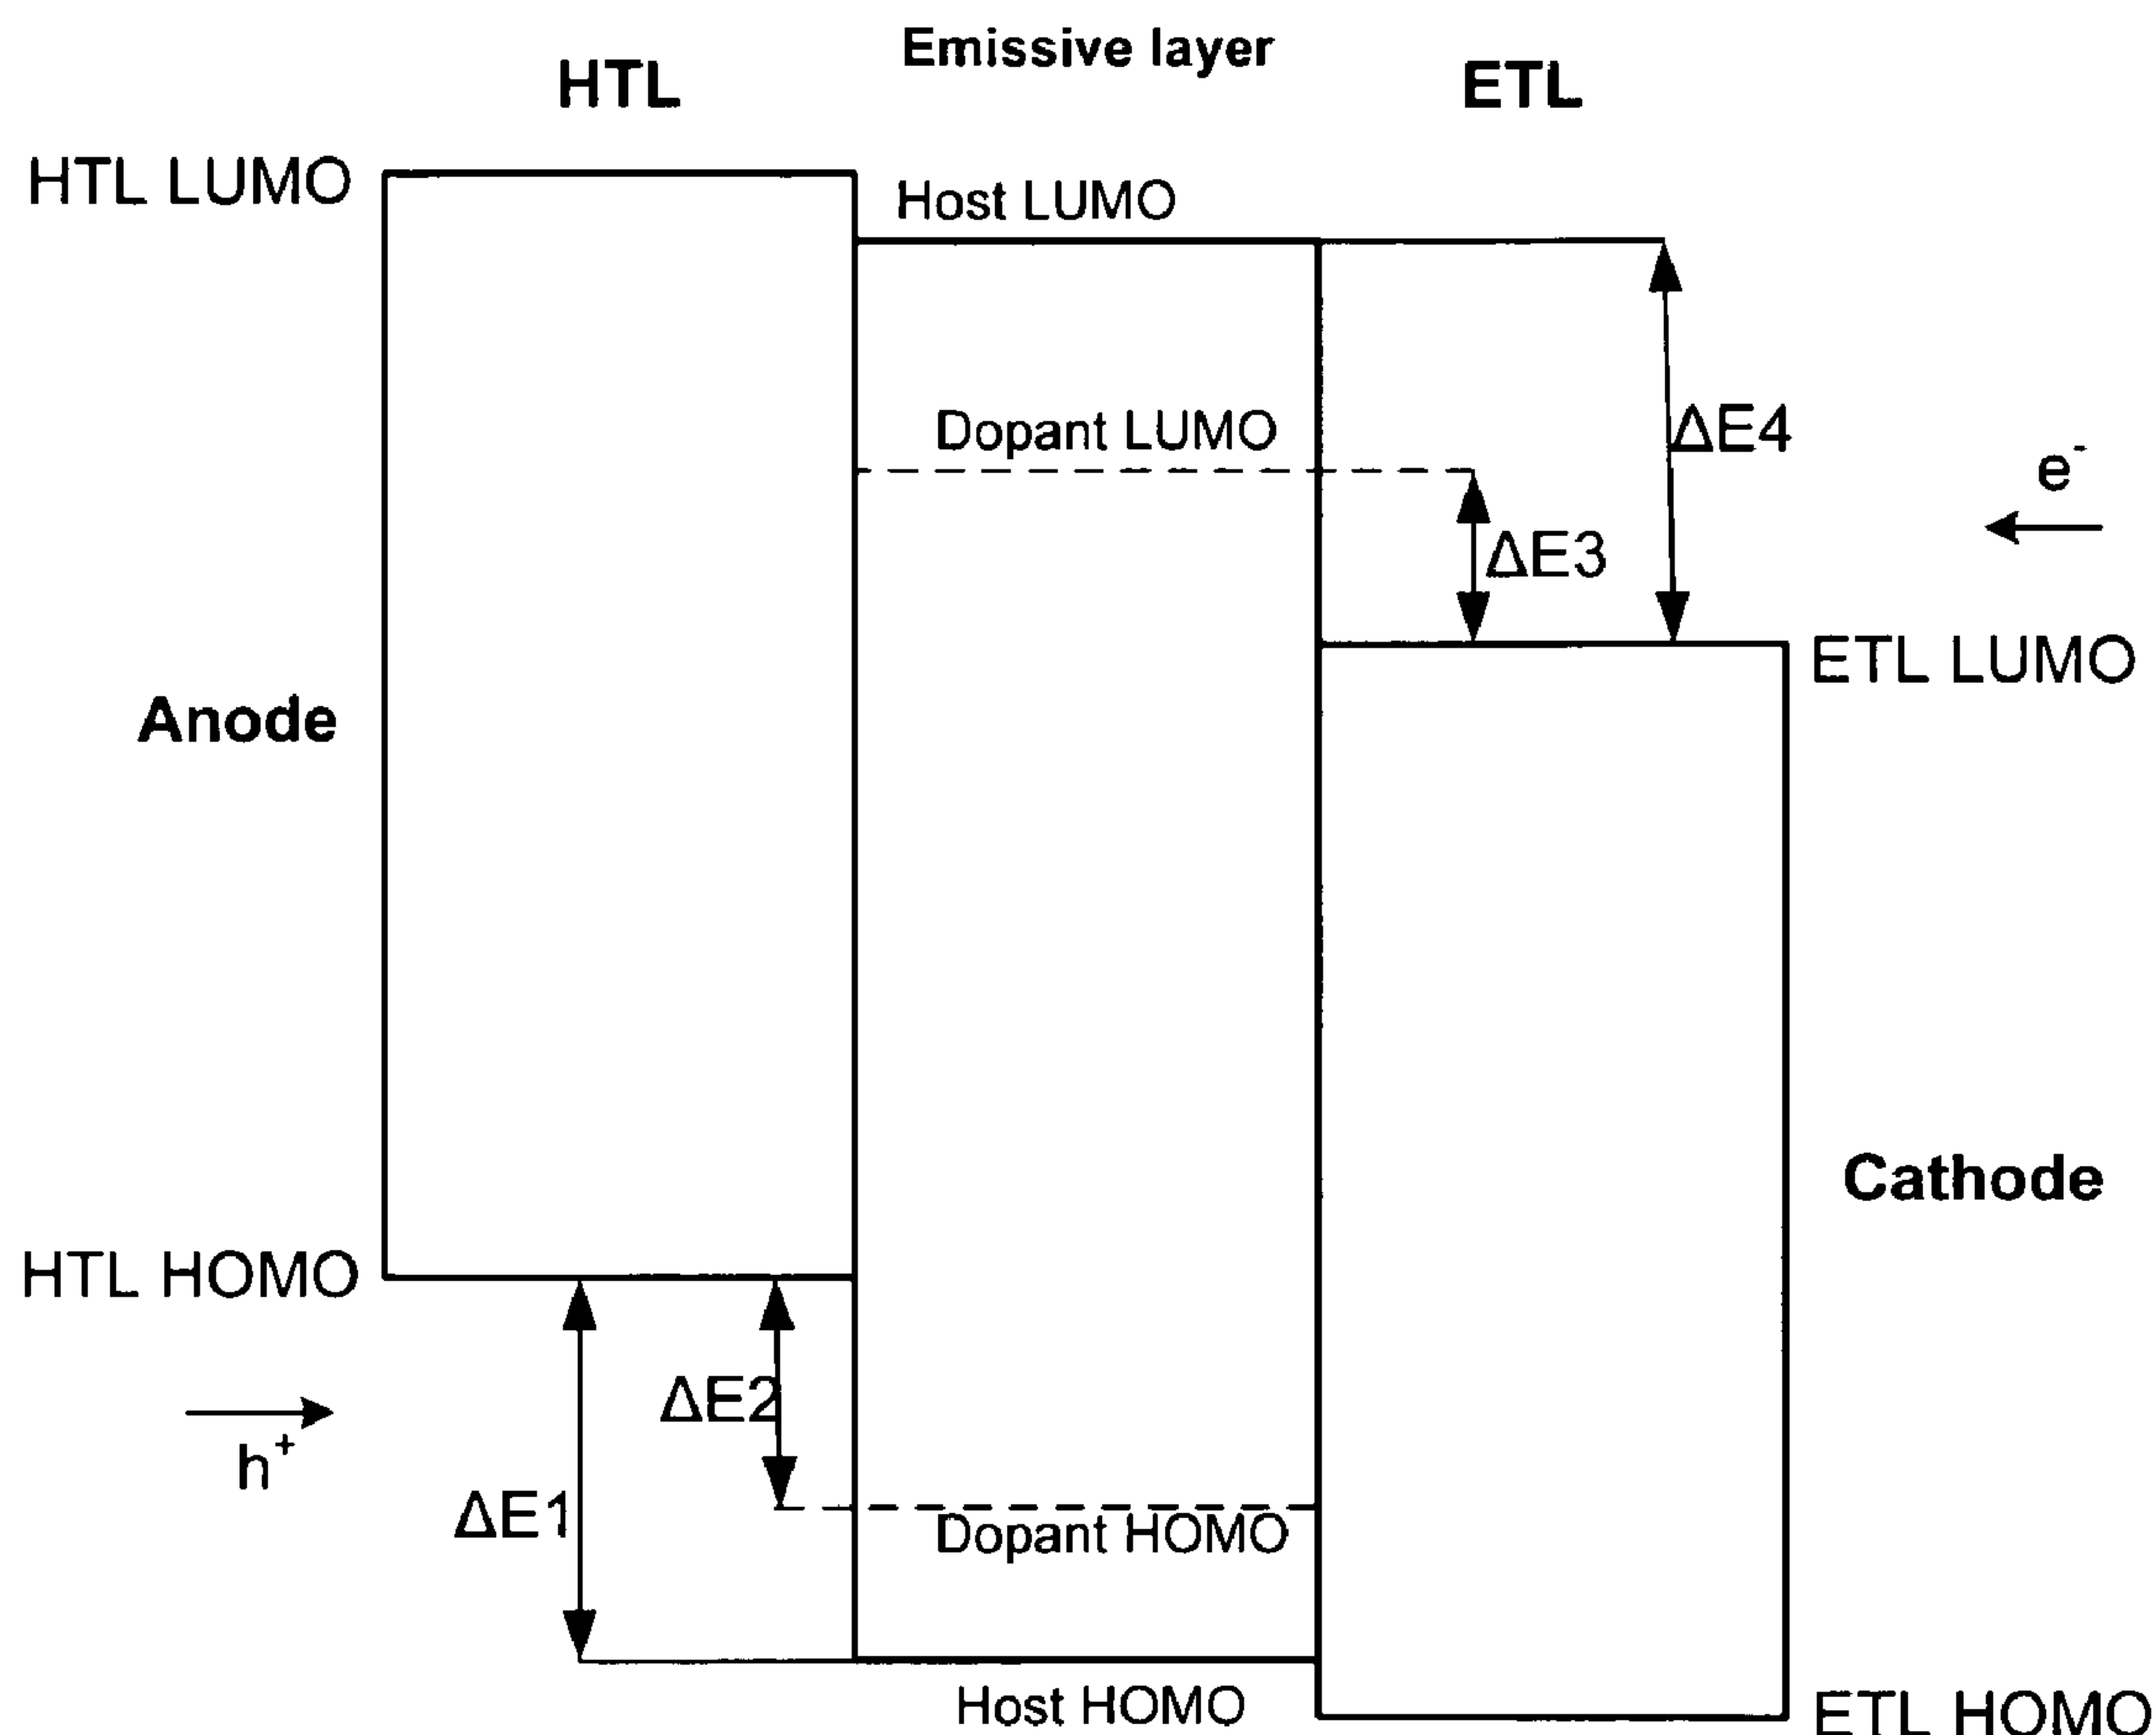 Emissive layer
HTL
ETL
HTL LUMO
Host LUMO
Dopant LUMO
ΔE4
e⁻
ΔE3
ETL LUMO
Anode
Cathode
HTL HOMO
ΔE2
h⁺
ΔE1
Dopant HOMO
Host HOMO
ETL HOMO